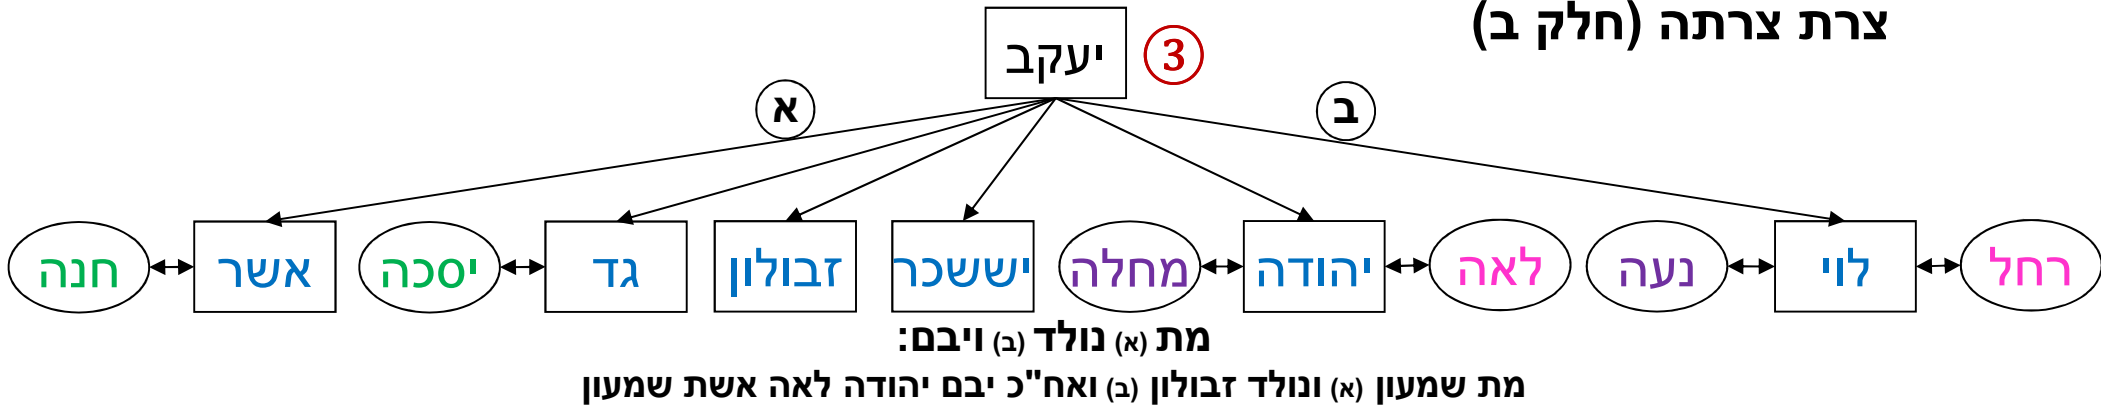 צרת צרתה (חלק ב)
יעקב
3
ב
א
רחל
לוי
נעה
לאה
יהודה
מחלה
יששכר
זבולון
גד
יסכה
אשר
חנה
מת (א) נולד (ב) ויבם:
מת שמעון (א) ונולד זבולון (ב) ואח"כ יבם יהודה לאה אשת שמעון